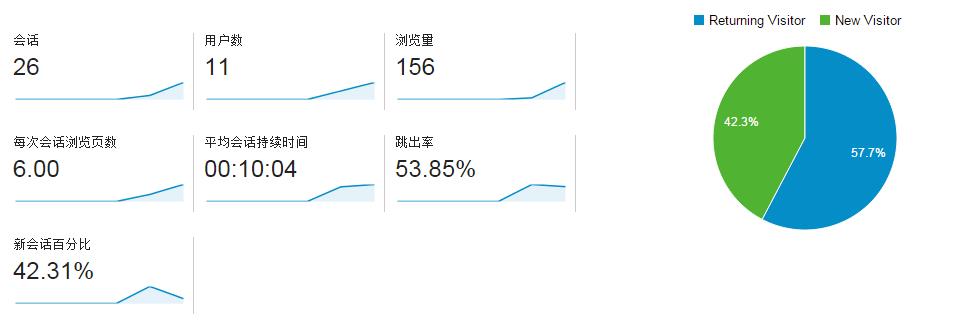 Returning Visitor
New Visitor
会话
26
用户数
11
浏览量
156
每次会话浏览页数
6.00
平均会话持续时间
00:10:04
跳出率
53.85%
新会话百分比
42.31%
42.3%
57.7%